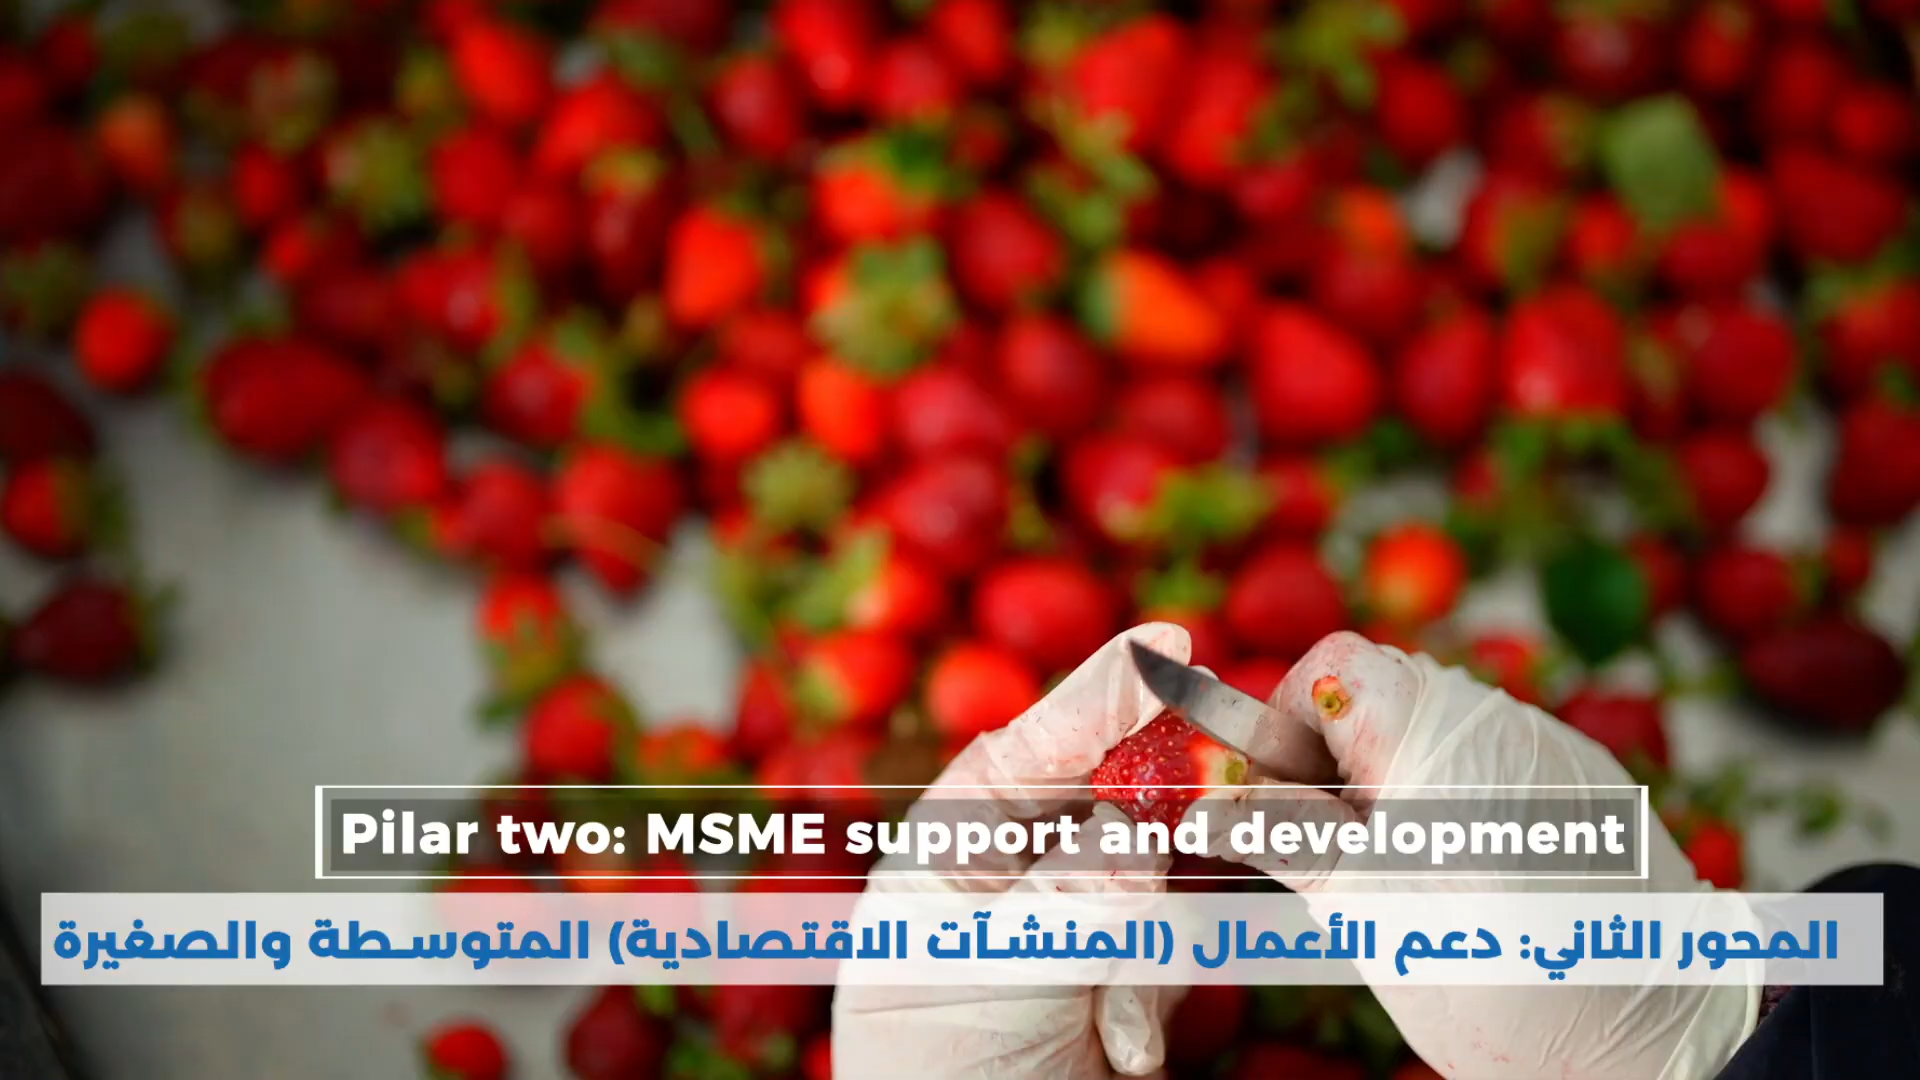 Pilar two: MSME support and development
المحور الثاني: دعم الأعمال (المنشآت الاقتصادية) المتوسطة والصغيرة